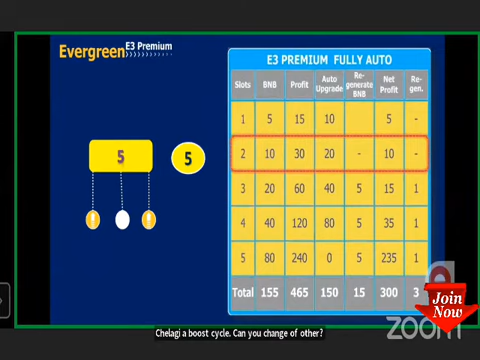 Evergreen E3 Premium
E3 PREMIUM FULLY AUTO
Slots BNB Profit Auto Upgrade Re-generate BNB Net Profit Re-gen.
1 5 15 10 5 -
2 10 30 20 - 10 -
3 20 60 40 5 15 1
4 40 120 80 5 35 1
5 80 240 0 5 235 1
Total 155 465 150 15 300 3
5 5
Join
Now
zoom
Chelagi a boost cycle. Can you change of other?